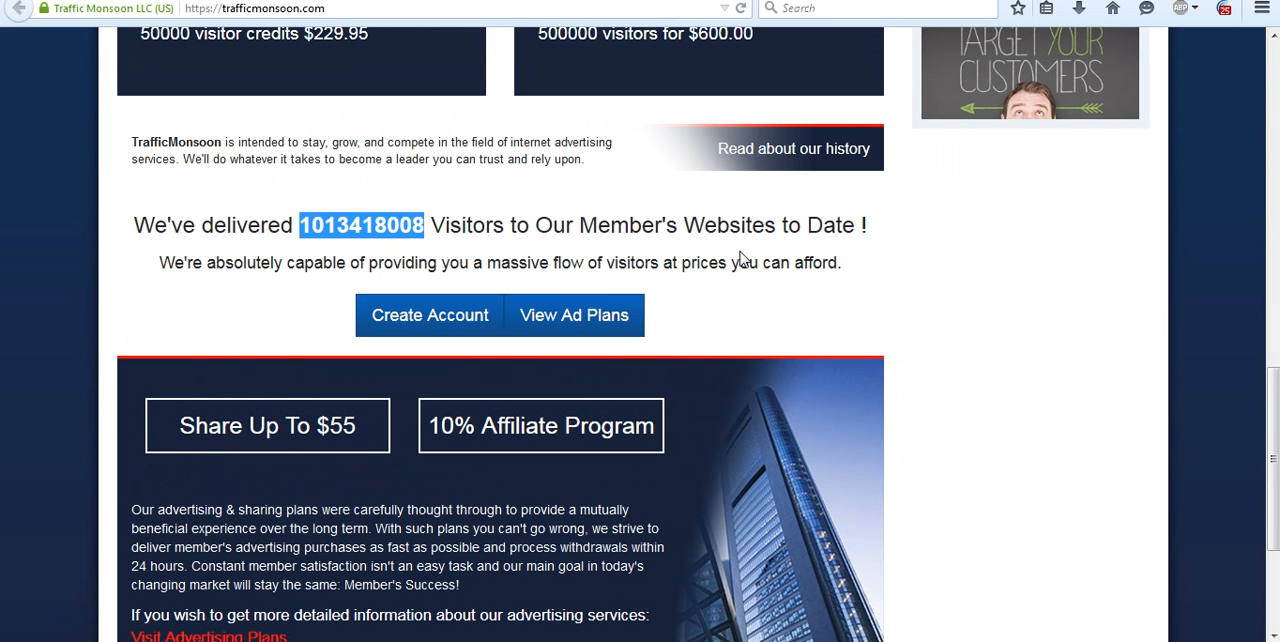 Traffic Monsoon LLC (US) https://trafficmonsoon.com Search ABP 25
50000 visitor credits $229.95
500000 visitors for $600.00
TARGET YOUR
CUSTOMERS
TrafficMonsoon is intended to stay, grow, and compete in the field of internet advertising
services. We'll do whatever it takes to become a leader you can trust and rely upon.
Read about our history
We've delivered 1013418008 Visitors to Our Member's Websites to Date !
We're absolutely capable of providing you a massive flow of visitors at prices you can afford.
Create Account View Ad Plans
Share Up To $55 10% Affiliate Program
Our advertising & sharing plans were carefully thought through to provide a mutually
beneficial experience over the long term. With such plans you can't go wrong, we strive to
deliver member's advertising purchases as fast as possible and process withdrawals within
24 hours. Constant member satisfaction isn't an easy task and our main goal in today's
changing market will stay the same: Member's Success!
If you wish to get more detailed information about our advertising services:
Visit Advertising Plans